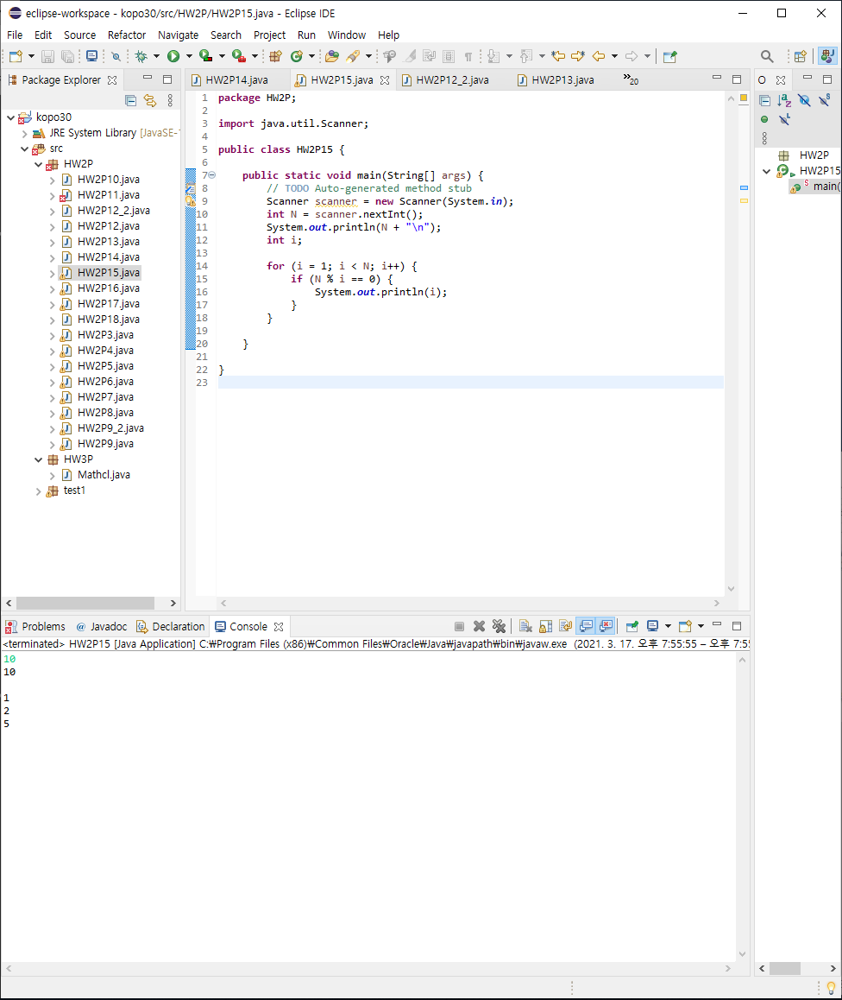 eclipse-workspace - kopo30/src/HW2P/HW2P15.java - Eclipse IDE
File Edit Source Refactor Navigate Search Project Run Window Help
Package Explorer
kopo30
JRE System Library [JavaSE-1
src
HW2P
HW2P10.java
HW2P11.java
HW2P12_2.java
HW2P12.java
HW2P13.java
HW2P14.java
HW2P15.java
HW2P16.java
HW2P17.java
HW2P18.java
HW2P3.java
HW2P4.java
HW2P5.java
HW2P6.java
HW2P7.java
HW2P8.java
HW2P9_2.java
HW2P9.java
HW3P
Mathcl.java
test1
HW2P14.java HW2P15.java HW2P12_2.java HW2P13.java »20
1 package HW2P;
2
3 import java.util.Scanner;
4
5 public class HW2P15 {
6
7 public static void main(String[] args) {
8 // TODO Auto-generated method stub
9 Scanner scanner = new Scanner(System.in);
10 int N = scanner.nextInt();
11 System.out.println(N + "\n");
12 int i;
13
14 for (i = 1; i < N; i++) {
15 if (N % i == 0) {
16 System.out.println(i);
17 }
18 }
19
20 }
21
22 }
23
O
HW2P
HW2P15
main(
Problems @ Javadoc Declaration Console
<terminated> HW2P15 [Java Application] C:₩Program Files (x86)₩Common Files₩Oracle₩Java₩javapath₩bin₩javaw.exe (2021. 3. 17. 오후 7:55:55 – 오후 7:55
10
10
1
2
5